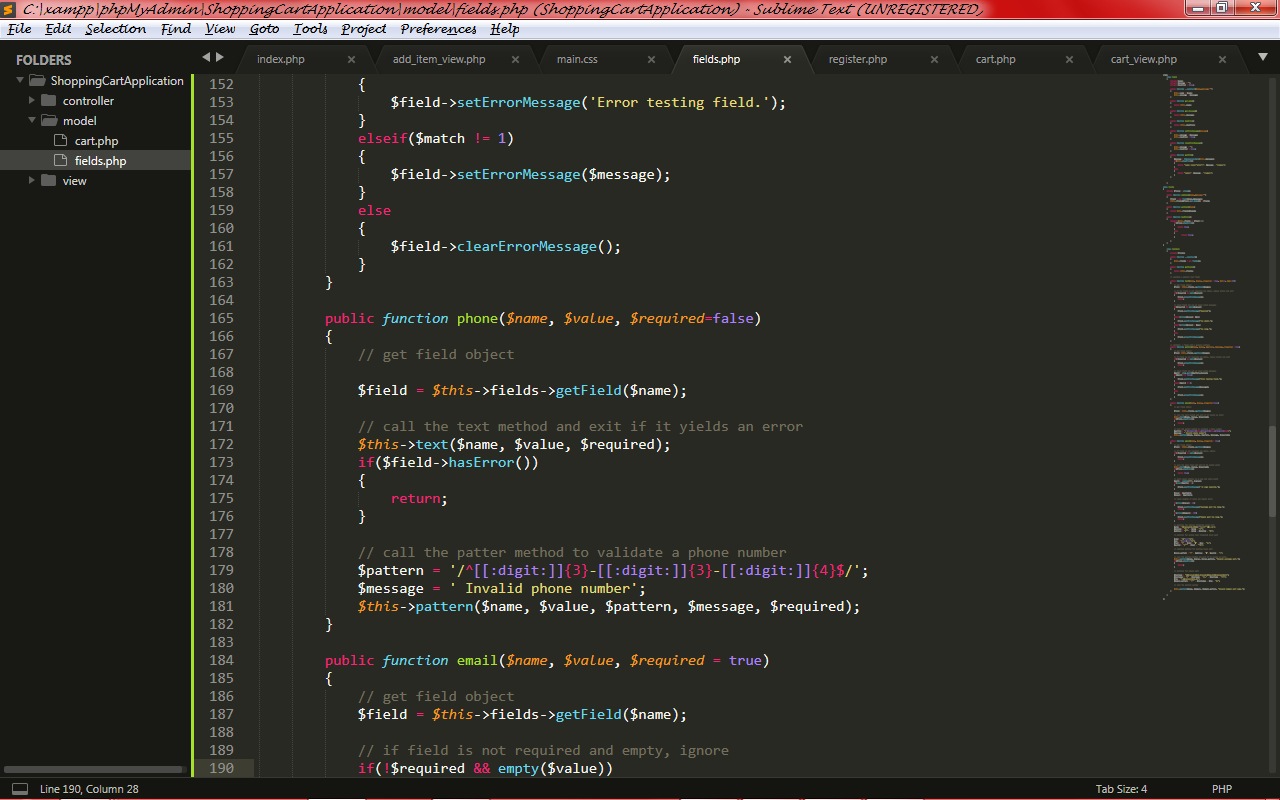 C:\xampp\phpMyAdmin\ShoppingCartApplication\model\fields.php (ShoppingCartApplication) - Sublime Text (UNREGISTERED)
File Edit Selection Find View Goto Tools Project Preferences Help
FOLDERS
ShoppingCartApplication
controller
model
cart.php
fields.php
view
index.php add_item_view.php main.css fields.php register.php cart.php cart_view.php
152 {
153 $field->setErrorMessage('Error testing field.');
154 }
155 elseif($match != 1)
156 {
157 $field->setErrorMessage($message);
158 }
159 else
160 {
161 $field->clearErrorMessage();
162 }
163 }
164
165 public function phone($name, $value, $required=false)
166 {
167 // get field object
168
169 $field = $this->fields->getField($name);
170
171 // call the text method and exit if it yields an error
172 $this->text($name, $value, $required);
173 if($field->hasError())
174 {
175 return;
176 }
177
178 // call the patter method to validate a phone number
179 $pattern = '/^[[:digit:]]{3}-[[:digit:]]{3}-[[:digit:]]{4}$/';
180 $message = ' Invalid phone number';
181 $this->pattern($name, $value, $pattern, $message, $required);
182 }
183
184 public function email($name, $value, $required = true)
185 {
186 // get field object
187 $field = $this->fields->getField($name);
188
189 // if field is not required and empty, ignore
190 if(!$required && empty($value))
Line 190, Column 28
Tab Size: 4
PHP